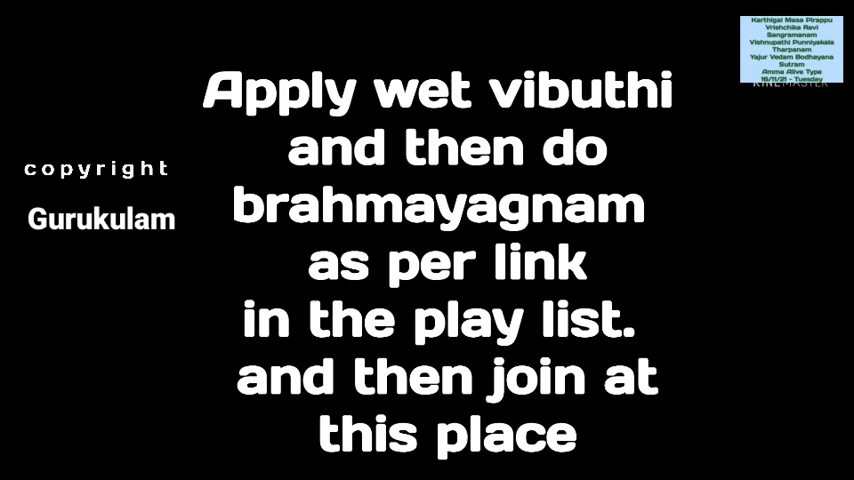 Karthigai Masa Pirappu
Vrishchika Ravi
Sangramanam
Vishnupathi Punniyakala
Tharpanam
Yajur Vedam Bodhayana
Sutram
Amma Alive Type
16/11/21 - Tuesday
KINEMASTER
Apply wet vibuthi
and then do
brahmayagnam
as per link
in the play list.
and then join at
this place
copyright
Gurukulam